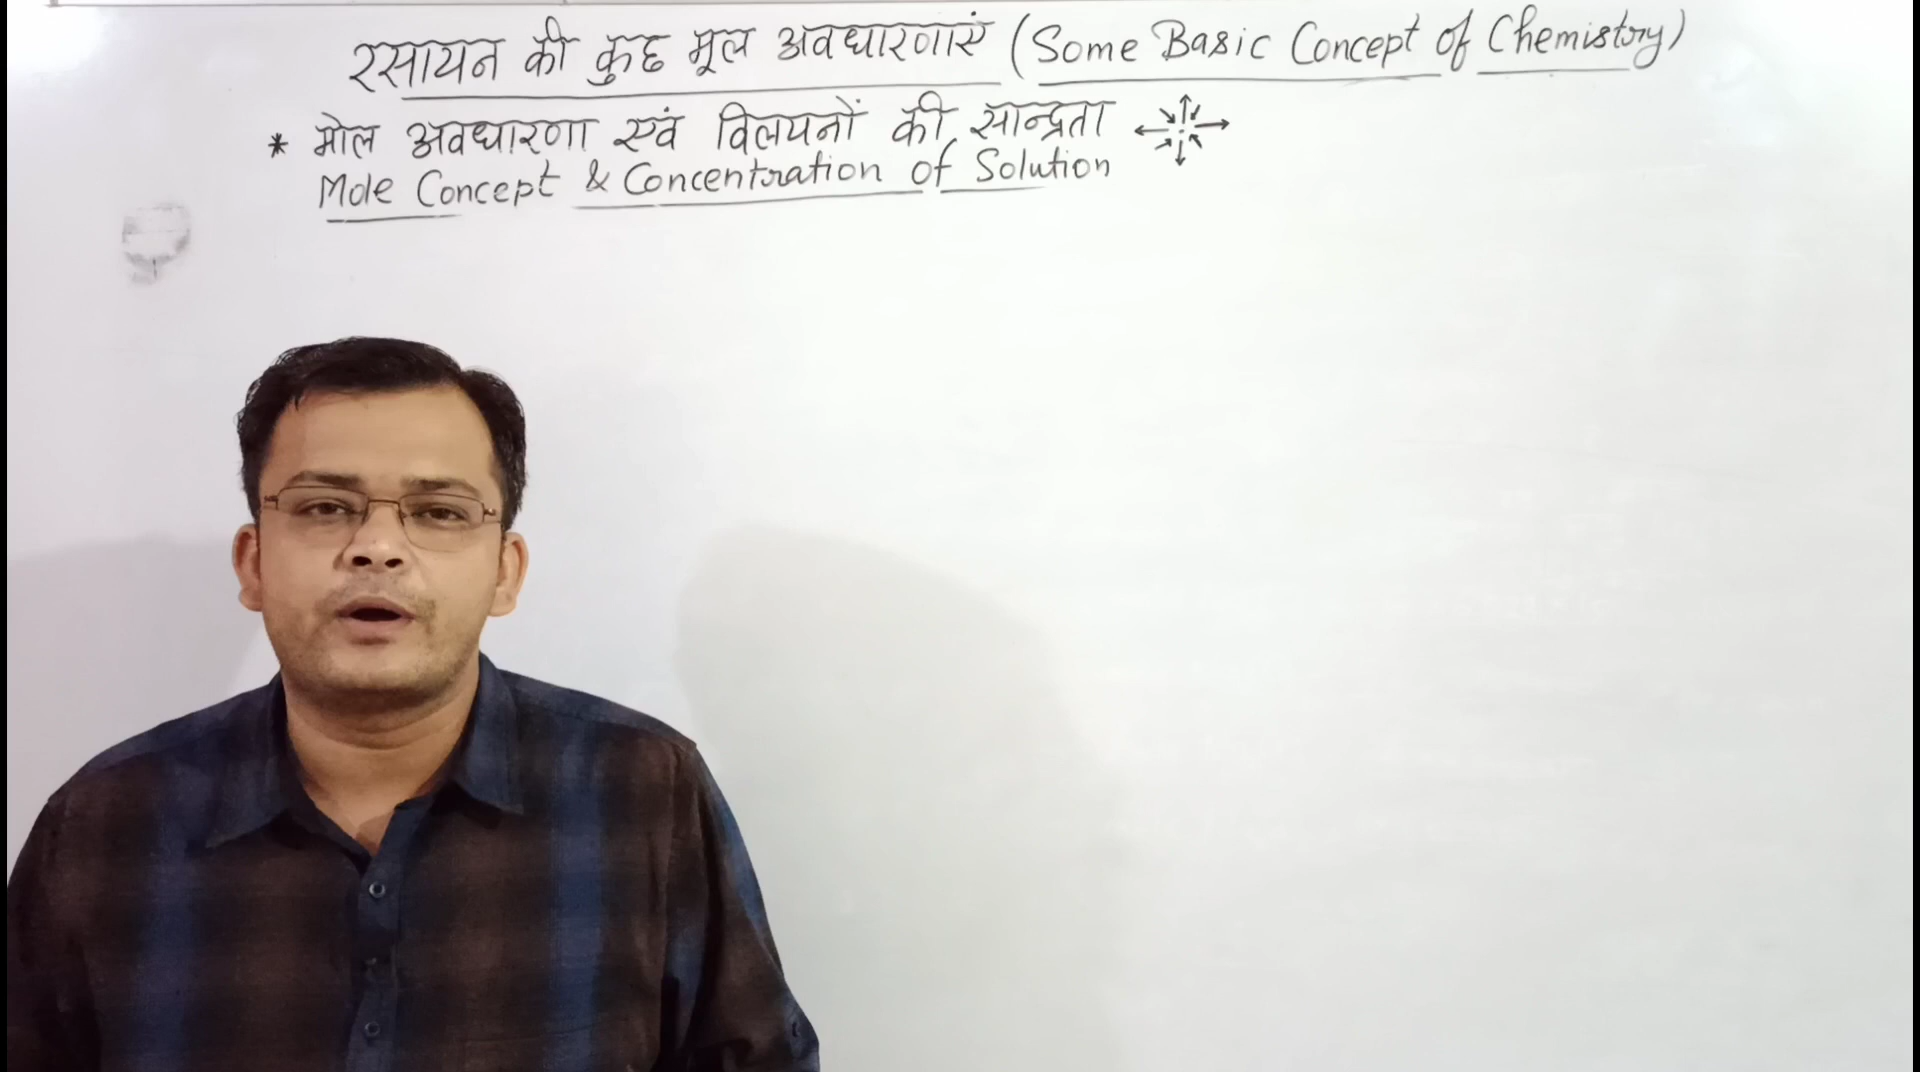 रसायन की कुछ मूल अवधारणाएं (Some Basic Concept of Chemistry)
* मोल अवधारणा एवं विलयनों की सान्द्रता
Mole Concept & Concentration of Solution